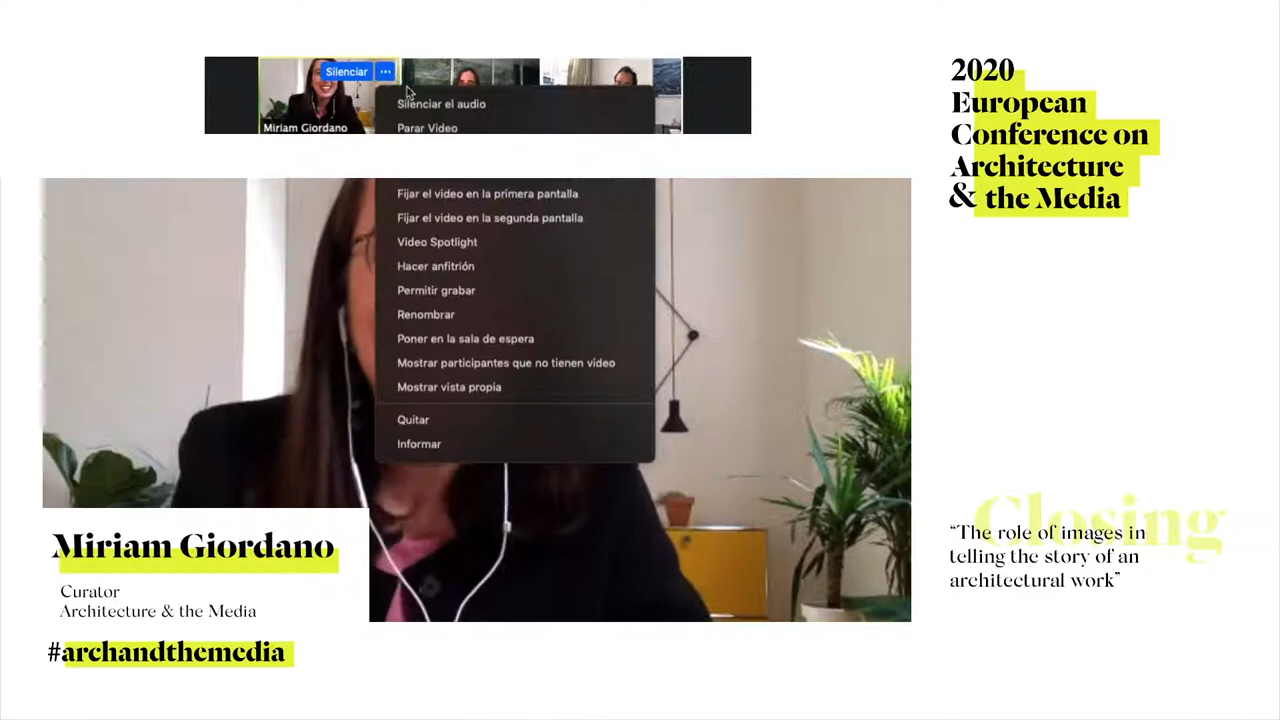 Silenciar
...
Miriam Giordano
Silenciar el audio
Parar Video
Fijar el video en la primera pantalla
Fijar el video en la segunda pantalla
Video Spotlight
Hacer anfitrión
Permitir grabar
Renombrar
Poner en la sala de espera
Mostrar participantes que no tienen video
Mostrar vista propia
Quitar
Informar
2020
European
Conference on
Architecture
& the Media
Closing
“The role of images in
telling the story of an
architectural work”
Miriam Giordano
Curator
Architecture & the Media
#archandthemedia